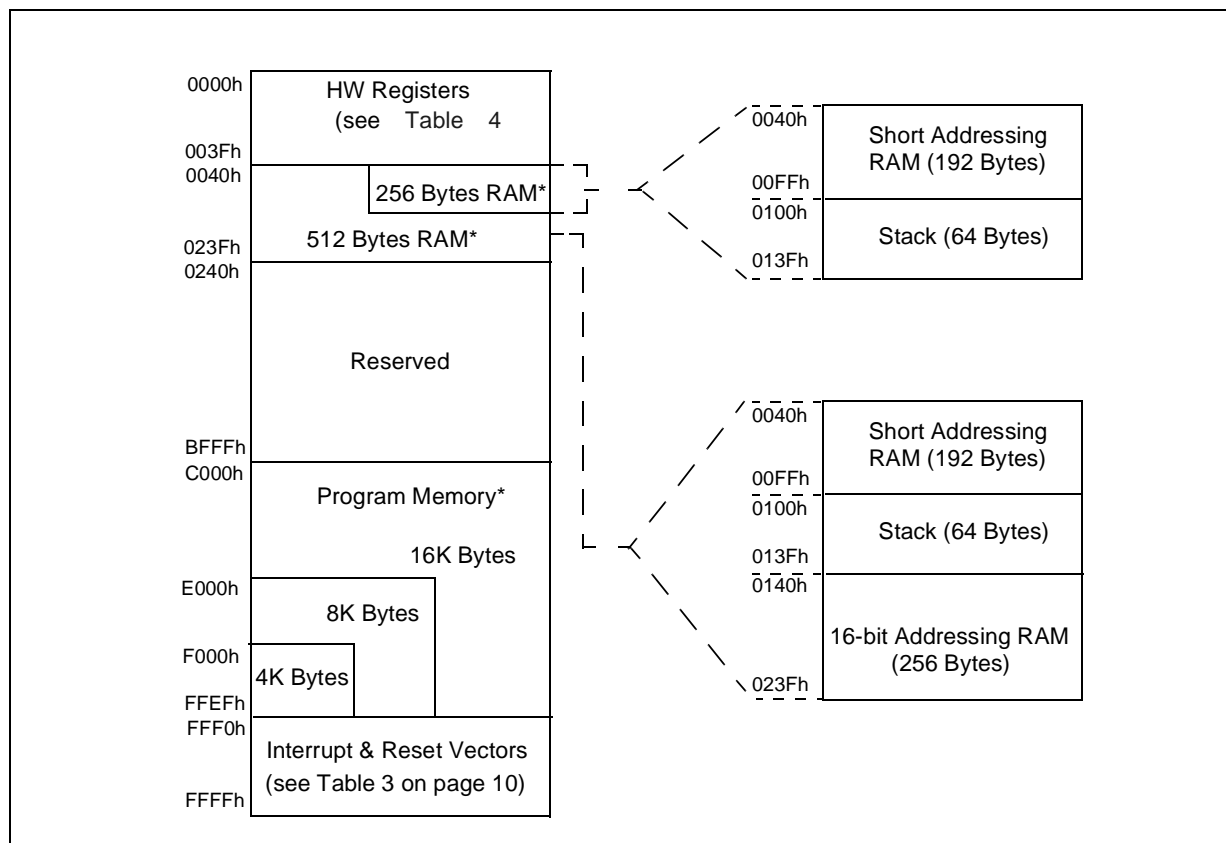 0000h
HW Registers
(see Table 4
003Fh
0040h
256 Bytes RAM*
512 Bytes RAM*
023Fh
0240h
Reserved
BFFFh
C000h
Program Memory*
16K Bytes
E000h
8K Bytes
F000h
4K Bytes
FFEFh
FFF0h
Interrupt & Reset Vectors
(see Table 3 on page 10)
FFFFh
0040h
Short Addressing
RAM (192 Bytes)
00FFh
0100h
Stack (64 Bytes)
013Fh
0040h
Short Addressing
RAM (192 Bytes)
00FFh
0100h
Stack (64 Bytes)
013Fh
0140h
16-bit Addressing RAM
(256 Bytes)
023Fh